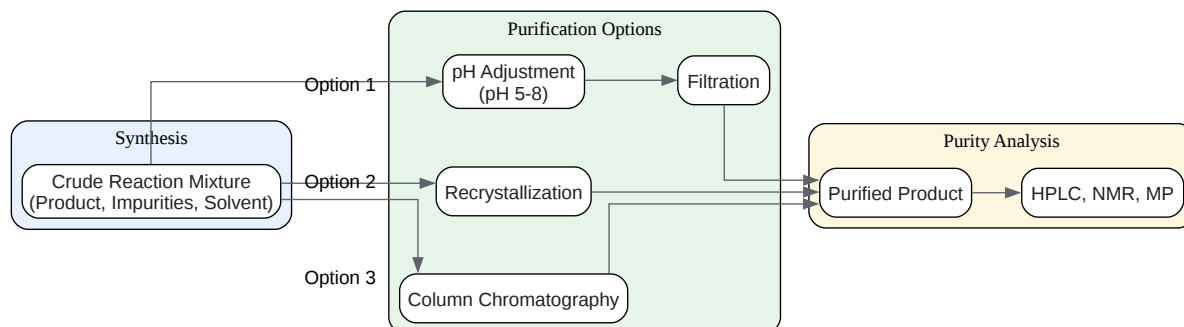 Purification Options
Option 1
pH Adjustment
(pH 5-8)
Filtration
Synthesis
Crude Reaction Mixture
(Product, Impurities, Solvent)
Option 2
Recrystallization
Purity Analysis
Purified Product
HPLC, NMR, MP
Option 3
Column Chromatography